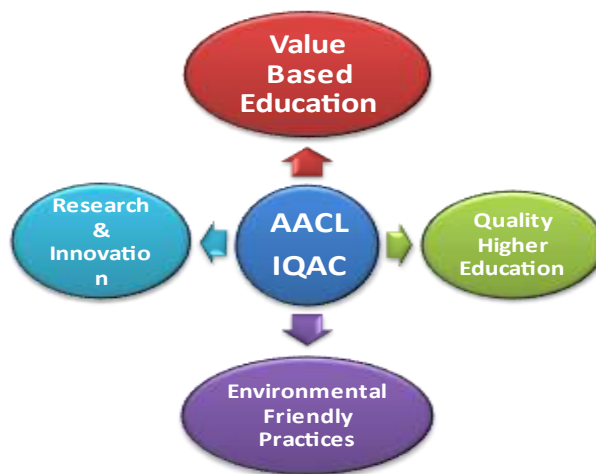 Value
Based
Education
Research
&
Innovatio
n
AACL
IQAC
Quality
Higher
Education
Environmental
Friendly
Practices